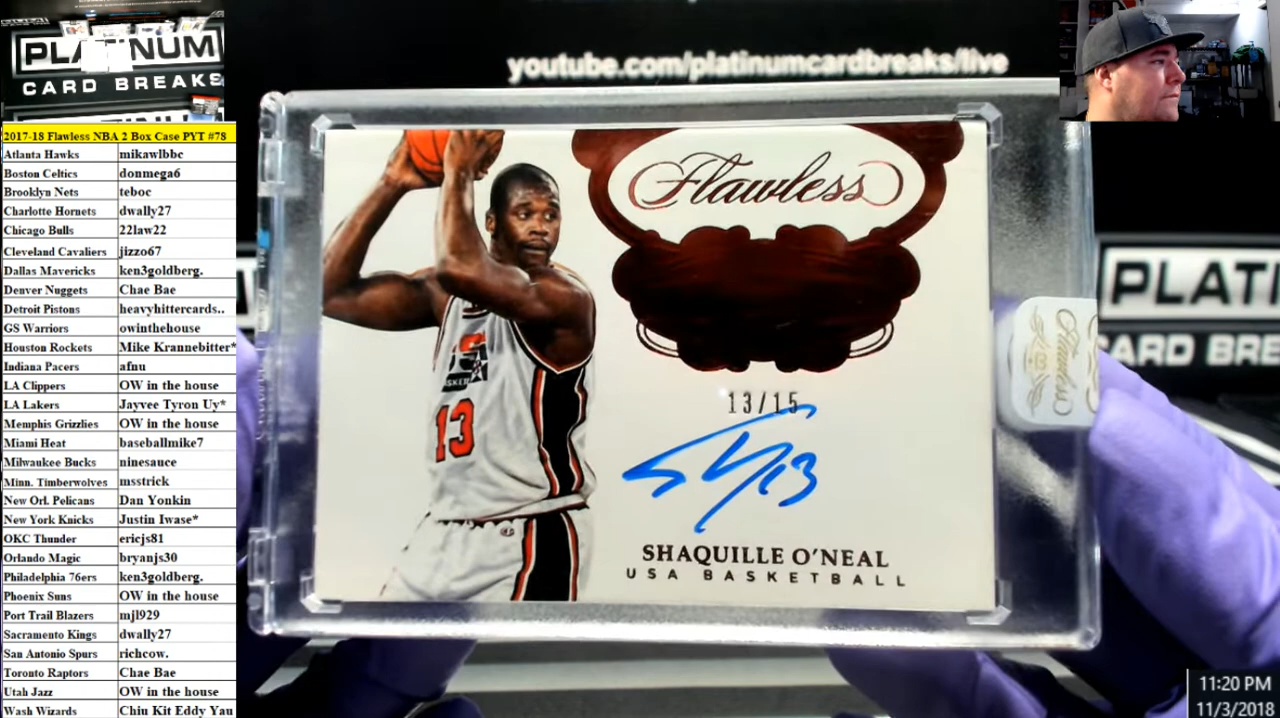 PLATINUM
CARD BREAKS
youtube.com/platinumcardbreaks/live
2017-18 Flawless NBA 2 Box Case PYT #78
Atlanta Hawks mikawlbbc
Boston Celtics donmega6
Brooklyn Nets teboc
Charlotte Hornets dwally27
Chicago Bulls 22law22
Cleveland Cavaliers jizzo67
Dallas Mavericks ken3goldberg.
Denver Nuggets Chae Bae
Detroit Pistons heavyhittercards..
GS Warriors owinthehouse
Houston Rockets Mike Krannebitter*
Indiana Pacers afnu
LA Clippers OW in the house
LA Lakers Jayvee Tyron Uy*
Memphis Grizzlies OW in the house
Miami Heat baseballmike7
Milwaukee Bucks ninesauce
Minn. Timberwolves msstrick
New Orl. Pelicans Dan Yonkin
New York Knicks Justin Iwase*
OKC Thunder ericjs81
Orlando Magic bryanjs30
Philadelphia 76ers ken3goldberg.
Phoenix Suns OW in the house
Port Trail Blazers mjl929
Sacramento Kings dwally27
San Antonio Spurs richcow.
Toronto Raptors Chae Bae
Utah Jazz OW in the house
Wash Wizards Chiu Kit Eddy Yau
Flawless
13
13/15
SHAQUILLE O'NEAL
USA BASKETBALL
Flawless
PLATI
ARD BRE
11:20 PM
11/3/2018